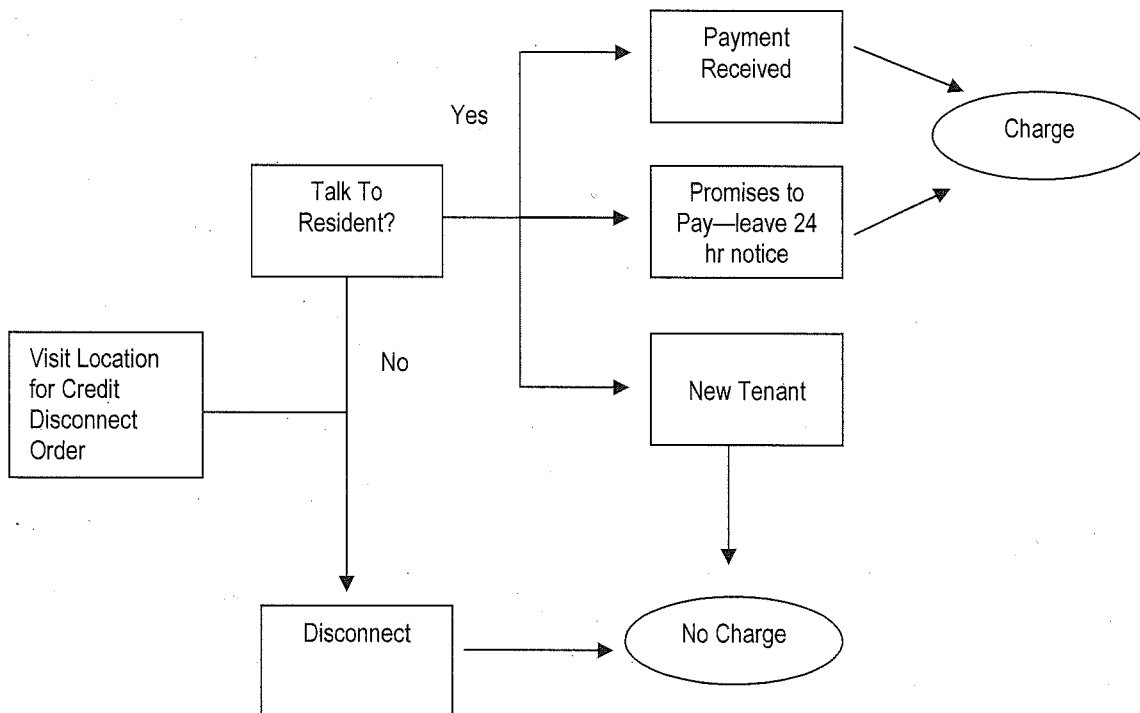 Payment
Received
Yes
Charge
Talk To
Resident?
Promises to
Pay—leave 24
hr notice
Visit Location
for Credit
Disconnect
Order
No
New Tenant
Disconnect
No Charge